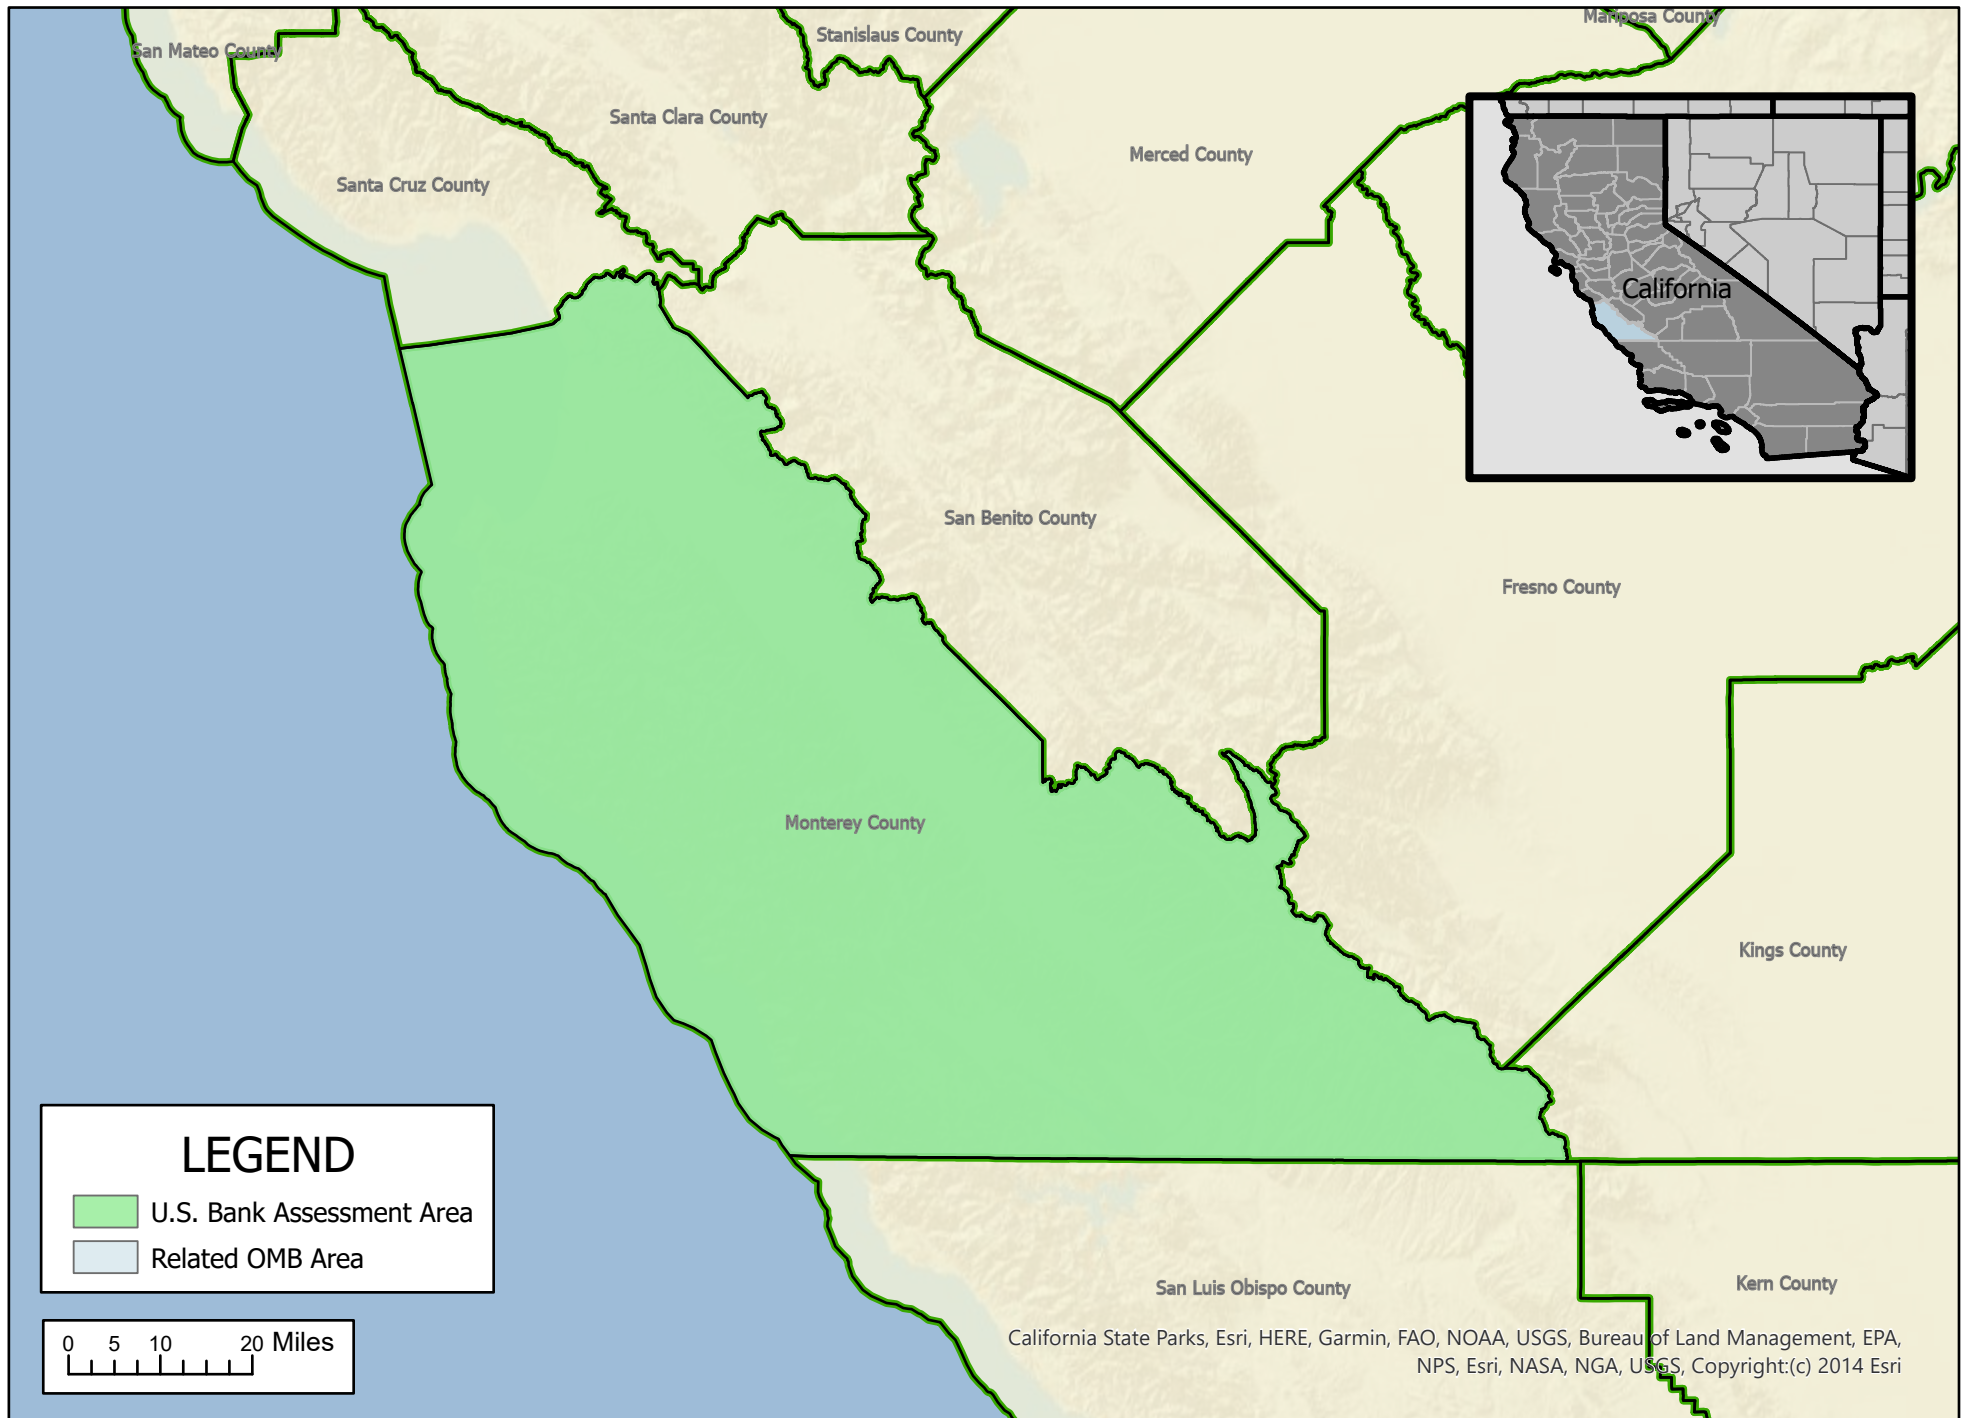 San Mateo County
Stanislaus County
Mariposa County
Santa Clara County
Merced County
Santa Cruz County
California
San Benito County
Fresno County
Monterey County
Kings County
LEGEND
U.S. Bank Assessment Area
Related OMB Area
San Luis Obispo County
Kern County
0 5 10 20 Miles
California State Parks, Esri, HERE, Garmin, FAO, NOAA, USGS, Bureau of Land Management, EPA,
NPS, Esri, NASA, NGA, USGS, Copyright:(c) 2014 Esri